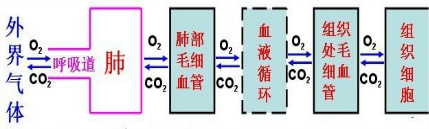 外界气体
O₂
CO₂
呼吸道
肺
O₂
CO₂
肺部毛细血管
O₂
CO₂
血液循环
O₂
CO₂
组织处毛细血管
O₂
CO₂
组织细胞